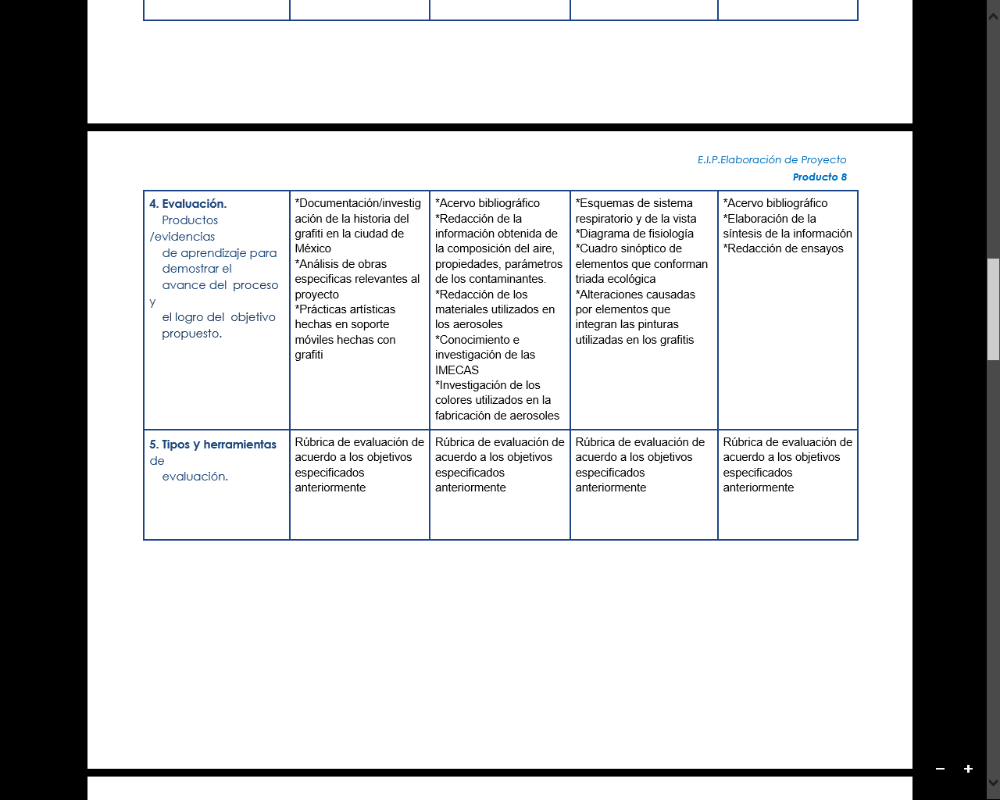 E.I.P.Elaboración de Proyecto
Producto 8
4. Evaluación.
Productos
/evidencias
de aprendizaje para
demostrar el
avance del proceso
y
el logro del objetivo
propuesto.
*Documentación/investig
ación de la historia del
grafiti en la ciudad de
México
*Análisis de obras
especificas relevantes al
proyecto
*Prácticas artísticas
hechas en soporte
móviles hechas con
grafiti
*Acervo bibliográfico
*Redacción de la
información obtenida de
la composición del aire,
propiedades, parámetros
de los contaminantes.
*Redacción de los
materiales utilizados en
los aerosoles
*Conocimiento e
investigación de las
IMECAS
*Investigación de los
colores utilizados en la
fabricación de aerosoles
*Esquemas de sistema
respiratorio y de la vista
*Diagrama de fisiología
*Cuadro sinóptico de
elementos que conforman
triada ecológica
*Alteraciones causadas
por elementos que
integran las pinturas
utilizadas en los grafitis
*Acervo bibliográfico
*Elaboración de la
síntesis de la información
*Redacción de ensayos
5. Tipos y herramientas
de
evaluación.
Rúbrica de evaluación de
acuerdo a los objetivos
especificados
anteriormente
Rúbrica de evaluación de
acuerdo a los objetivos
especificados
anteriormente
Rúbrica de evaluación de
acuerdo a los objetivos
especificados
anteriormente
Rúbrica de evaluación de
acuerdo a los objetivos
especificados
anteriormente